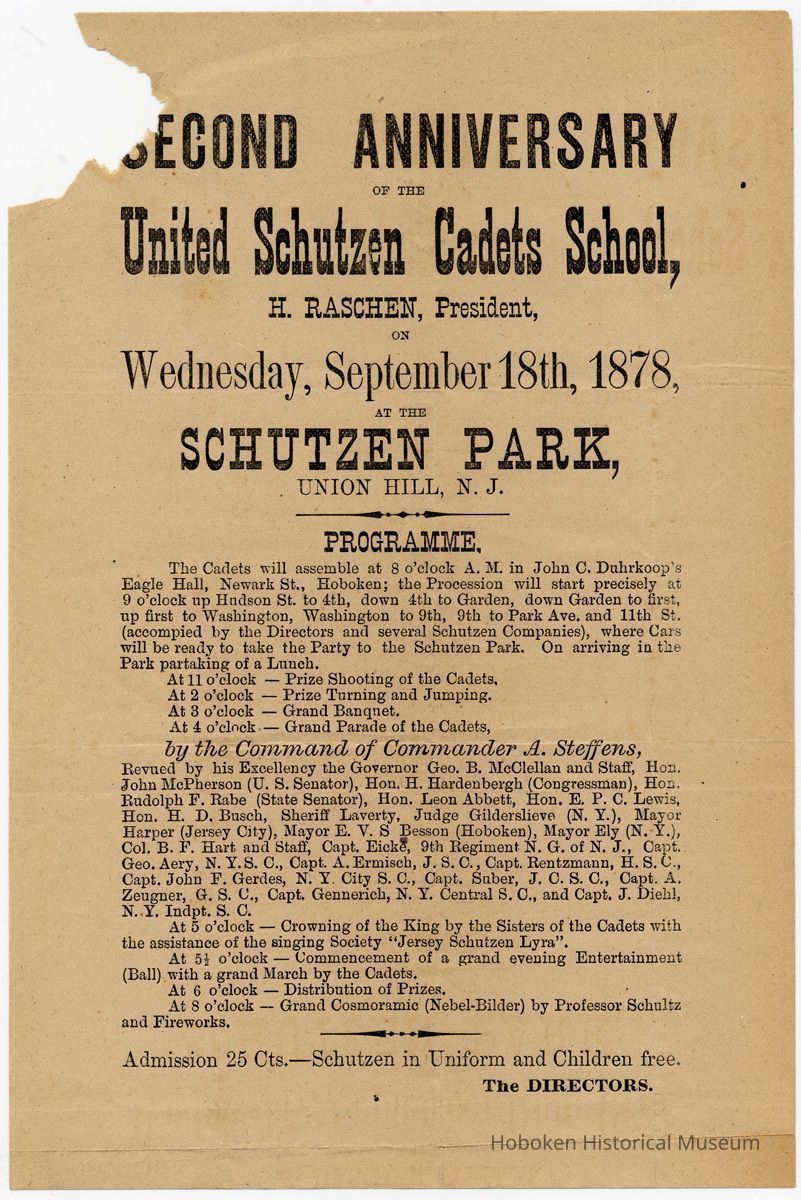 SECOND ANNIVERSARY
OF THE
United Schutzen Cadets School,
H. RASCHEN, President,
ON
Wednesday, September 18th, 1878,
AT THE
SCHUTZEN PARK,
UNION HILL, N. J.
PROGRAMME.
The Cadets will assemble at 8 o'clock A. M. in John C. Duhrkoop's
Eagle Hall, Newark St., Hoboken; the Procession will start precisely at
9 o'clock up Hudson St. to 4th, down 4th to Garden, down Garden to first,
up first to Washington, Washington to 9th, 9th to Park Ave. and 11th St.
(accompied by the Directors and several Schutzen Companies), where Cars
will be ready to take the Party to the Schutzen Park. On arriving in the
Park partaking of a Lunch.
At 11 o'clock — Prize Shooting of the Cadets.
At 2 o'clock — Prize Turning and Jumping.
At 3 o'clock — Grand Banquet.
At 4 o'clock — Grand Parade of the Cadets,
by the Command of Commander A. Steffens,
Revued by his Excellency the Governor Geo. B. McClellan and Staff, Hon.
John McPherson (U. S. Senator), Hon. H. Hardenbergh (Congressman), Hon.
Rudolph F. Rabe (State Senator), Hon. Leon Abbett, Hon. E. P. C. Lewis,
Hon. H. D. Busch, Sheriff Laverty, Judge Gilderslieve (N. Y.), Mayor
Harper (Jersey City), Mayor E. V. S Besson (Hoboken), Mayor Ely (N. Y.),
Col. B. F. Hart and Staff, Capt. Eicks, 9th Regiment N. G. of N. J., Capt.
Geo. Aery, N. Y. S. C., Capt. A. Ermisch, J. S. C., Capt. Rentzmann, H. S. C.,
Capt. John F. Gerdes, N. Y. City S. C., Capt. Suber, J. C. S. C., Capt. A.
Zeugner, G. S. C., Capt. Gennerich, N. Y. Central S. C., and Capt. J. Diehl,
N. Y. Indpt. S. C.
At 5 o'clock — Crowning of the King by the Sisters of the Cadets with
the assistance of the singing Society "Jersey Schutzen Lyra".
At 5½ o'clock — Commencement of a grand evening Entertainment
(Ball) with a grand March by the Cadets.
At 6 o'clock — Distribution of Prizes.
At 8 o'clock — Grand Cosmoramic (Nebel-Bilder) by Professor Schultz
and Fireworks.
Admission 25 Cts.—Schutzen in Uniform and Children free.
The DIRECTORS.
Hoboken Historical Museum